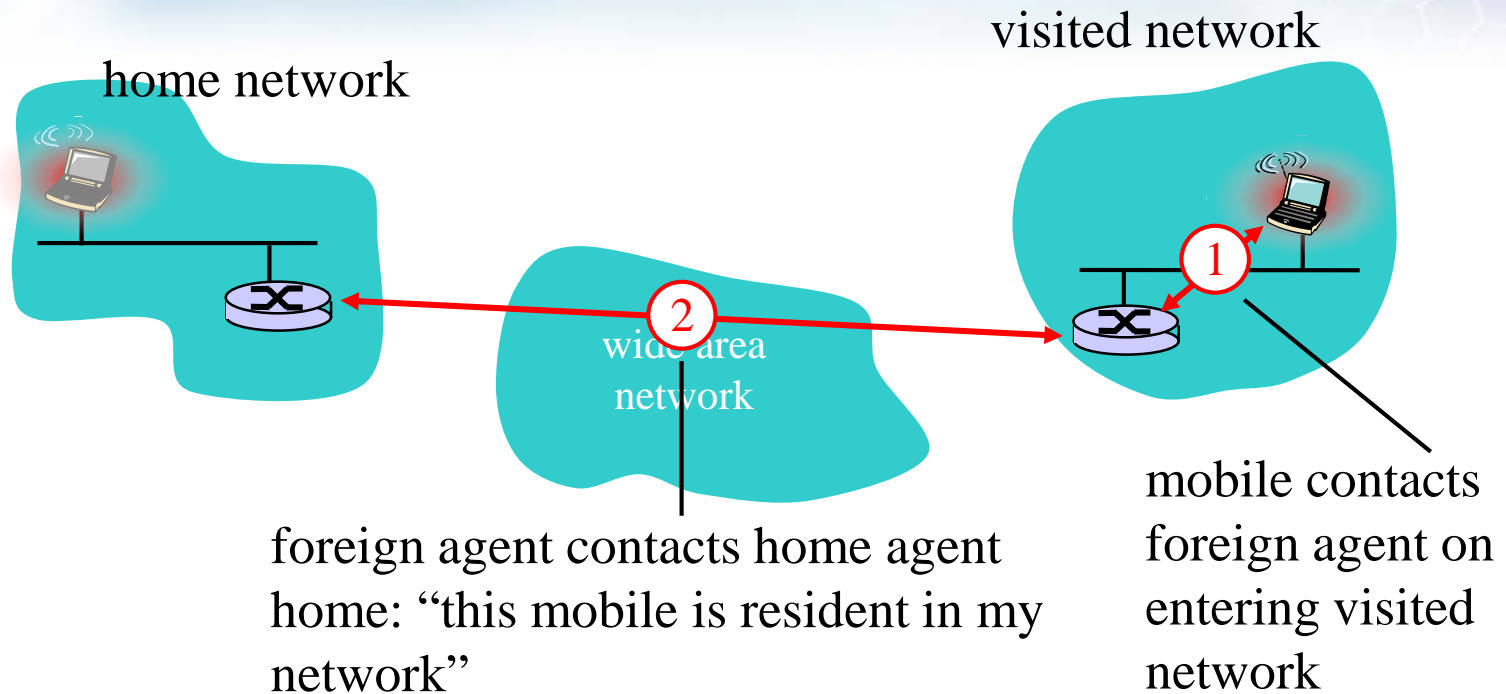 visited network
home network
1
2
wide area
network
mobile contacts
foreign agent on
entering visited
network
foreign agent contacts home agent
home: “this mobile is resident in my
network”